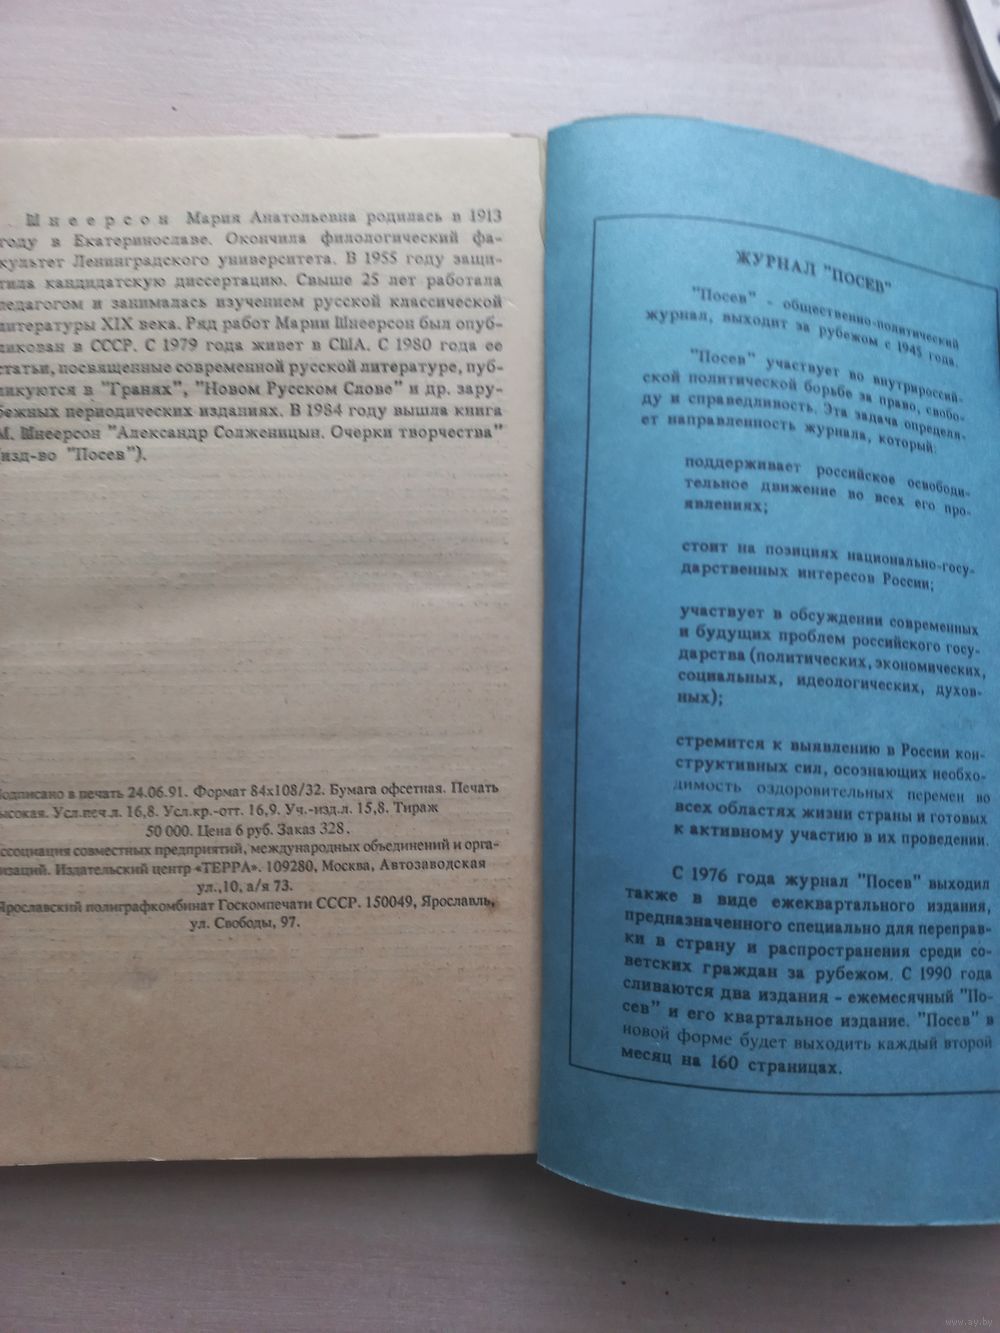 Шнеерсон Мария Анатольевна родилась в 1913
году в Екатеринославе. Окончила филологический фа-
культет Ленинградского университета. В 1955 году защи-
тила кандидатскую диссертацию. Свыше 25 лет работала
педагогом и занималась изучением русской классической
литературы XIX века. Ряд работ Марии Шнеерсон был опуб-
ликован в СССР. С 1979 года живет в США. С 1980 года ее
статьи, посвященные современной русской литературе, пуб-
ликуются в "Гранях", "Новом Русском Слове" и др. зару-
бежных периодических изданиях. В 1984 году вышла книга
М. Шнеерсон "Александр Солженицын. Очерки творчества"
(изд-во "Посев").
Подписано в печать 24.06.91. Формат 84х108/32. Бумага офсетная. Печать
высокая. Усл.печ.л. 16,8. Усл.кр.-отт. 16,9. Уч.-изд.л. 15,8. Тираж
50 000. Цена 6 руб. Заказ 328.
Ассоциация совместных предприятий, международных объединений и орга-
низаций. Издательский центр «ТЕРРА». 109280, Москва, Автозаводская
ул.,10, а/я 73.
Ярославский полиграфкомбинат Госкомпечати СССР. 150049, Ярославль,
ул. Свободы, 97.
ЖУРНАЛ "ПОСЕВ"
"Посев" - общественно-политический
журнал, выходит за рубежом с 1945 года.
"Посев" участвует во внутрироссий-
ской политической борьбе за право, свобо-
ду и справедливость. Эта задача определя-
ет направленность журнала, который:
поддерживает российское освободи-
тельное движение во всех его про-
явлениях;
стоит на позициях национально-госу-
дарственных интересов России;
участвует в обсуждении современных
и будущих проблем российского госу-
дарства (политических, экономических,
социальных, идеологических, духов-
ных);
стремится к выявлению в России кон-
структивных сил, осознающих необхо-
димость оздоровительных перемен во
всех областях жизни страны и готовых
к активному участию в их проведении.
С 1976 года журнал "Посев" выходил
также в виде ежеквартального издания,
предназначенного специально для переправ-
ки в страну и распространения среди со-
ветских граждан за рубежом. С 1990 года
сливаются два издания - ежемесячный "По-
сев" и его квартальное издание. "Посев" в
новой форме будет выходить каждый второй
месяц на 160 страницах.
www.ay.by